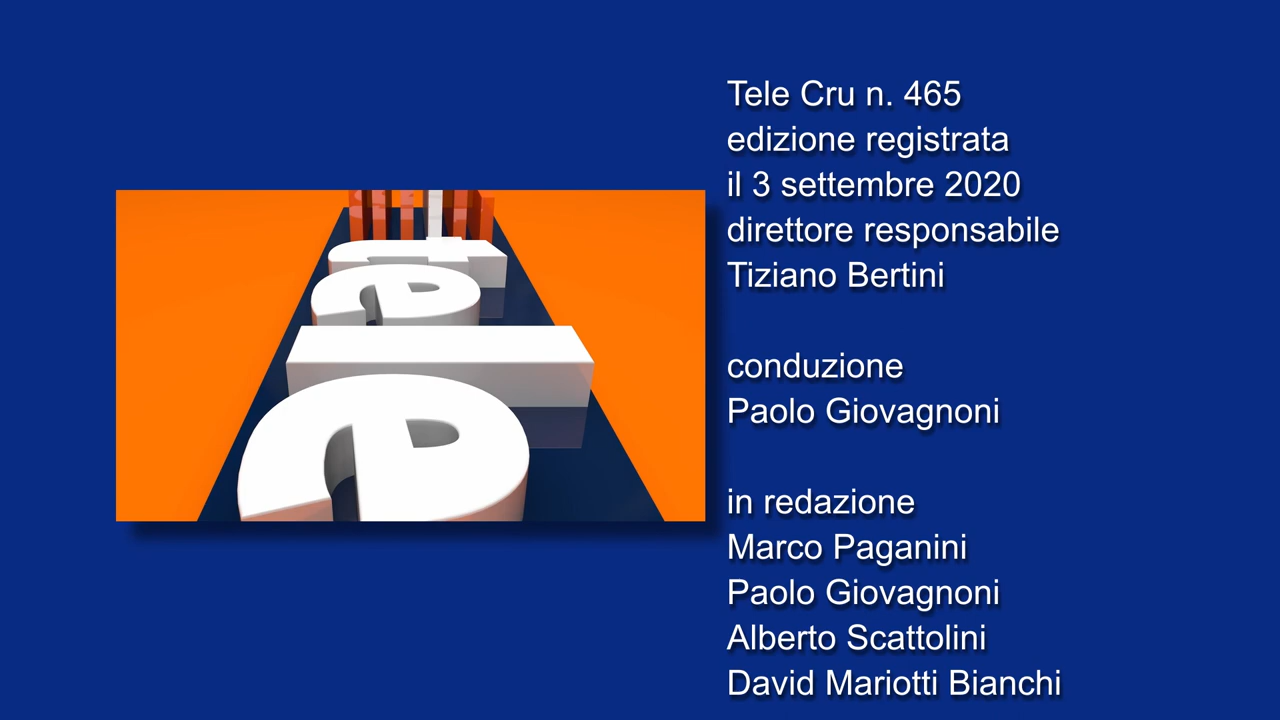 tele
Tele Cru n. 465
edizione registrata
il 3 settembre 2020
direttore responsabile
Tiziano Bertini
conduzione
Paolo Giovagnoni
in redazione
Marco Paganini
Paolo Giovagnoni
Alberto Scattolini
David Mariotti Bianchi